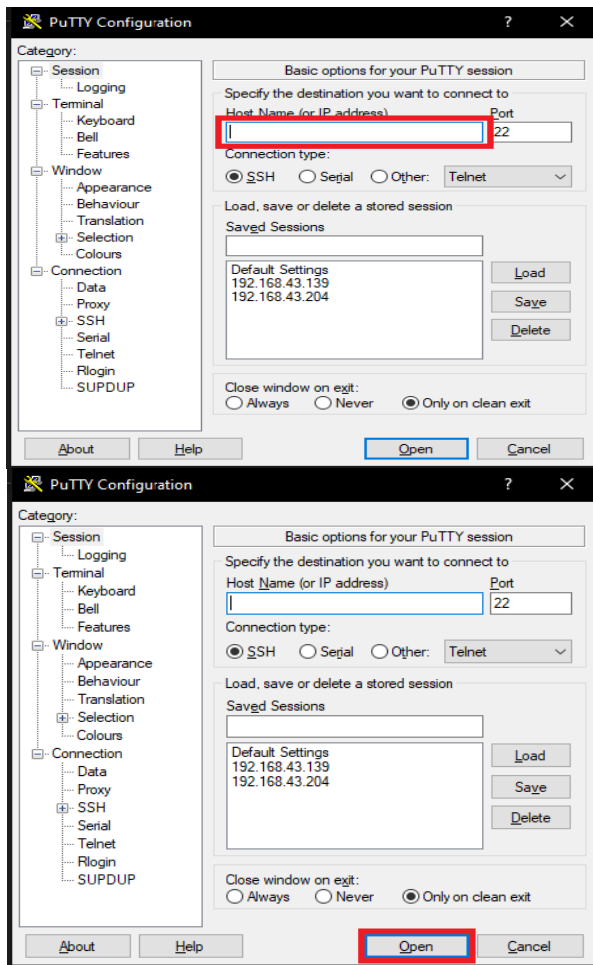 PuTTY Configuration ? ×
Category:
Session
Logging
Terminal
Keyboard
Bell
Features
Window
Appearance
Behaviour
Translation
Selection
Colours
Connection
Data
Proxy
SSH
Serial
Telnet
Rlogin
SUPDUP
Basic options for your PuTTY session
Specify the destination you want to connect to
Host Name (or IP address) Port
22
Connection type:
SSH Serial Other: Telnet
Load, save or delete a stored session
Saved Sessions
Default Settings
192.168.43.139
192.168.43.204
Load
Save
Delete
Close window on exit:
Always Never Only on clean exit
About Help Open Cancel
PuTTY Configuration ? ×
Category:
Session
Logging
Terminal
Keyboard
Bell
Features
Window
Appearance
Behaviour
Translation
Selection
Colours
Connection
Data
Proxy
SSH
Serial
Telnet
Rlogin
SUPDUP
Basic options for your PuTTY session
Specify the destination you want to connect to
Host Name (or IP address) Port
22
Connection type:
SSH Serial Other: Telnet
Load, save or delete a stored session
Saved Sessions
Default Settings
192.168.43.139
192.168.43.204
Load
Save
Delete
Close window on exit:
Always Never Only on clean exit
About Help Open Cancel